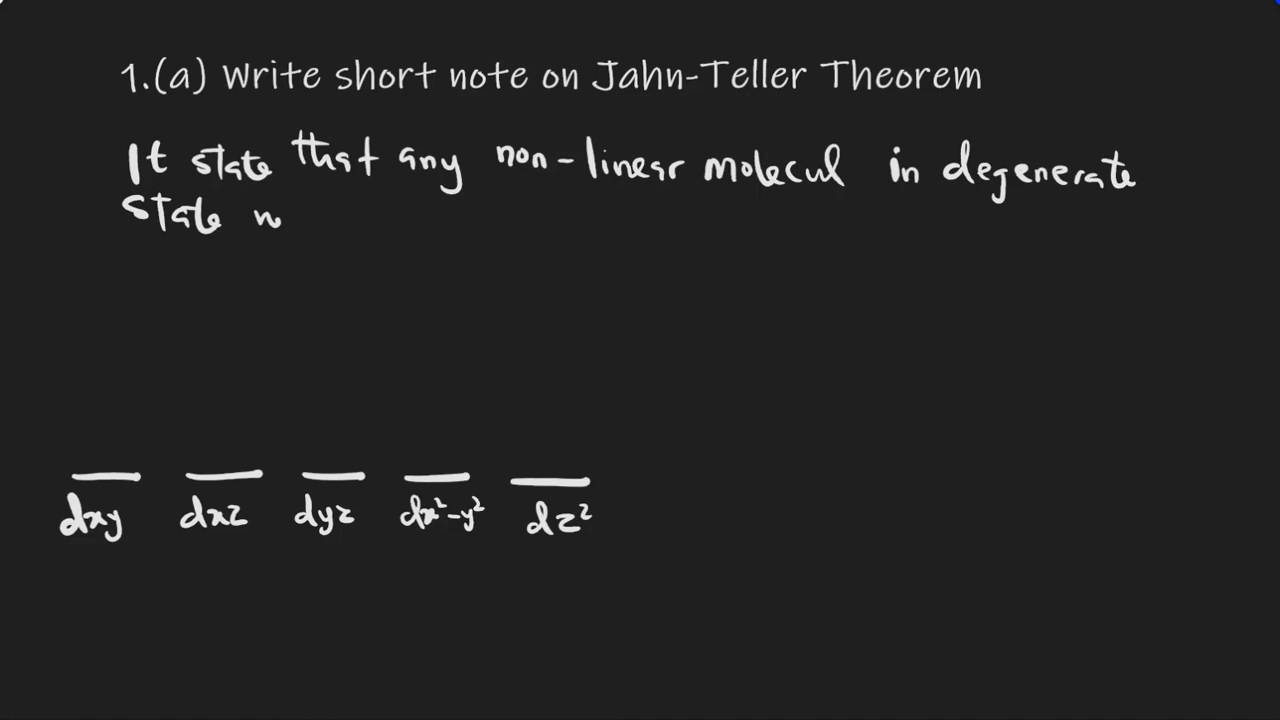 1.(a) Write short note on Jahn-Teller Theorem
It state that any non-linear molecul in degenerate
state w
dxy dxz dyz dx²-y² dz²